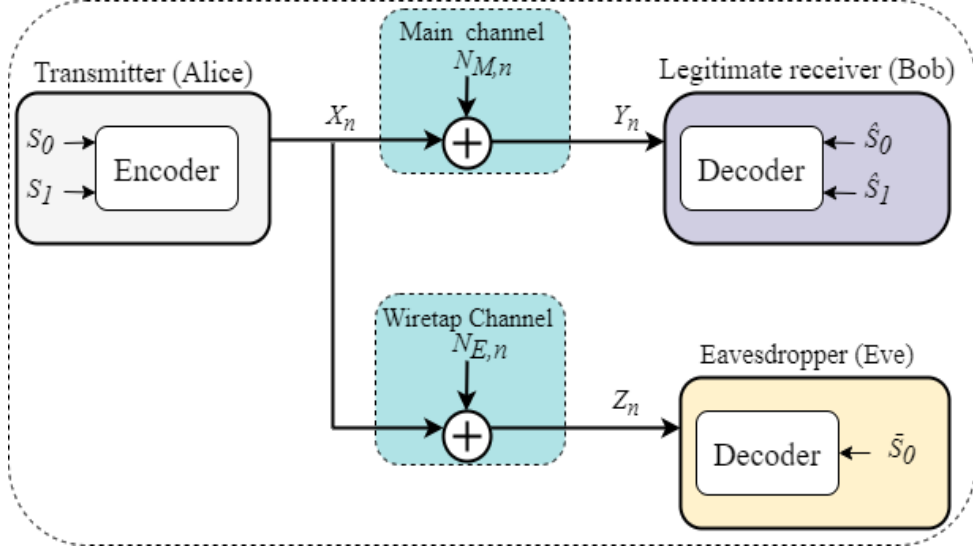 Main channel
N_{M,n}
Transmitter (Alice)
Legitimate receiver (Bob)
S_0
S_1
Encoder
X_n
+
Y_n
Decoder
Ŝ_0
Ŝ_1
Wiretap Channel
N_{E,n}
Eavesdropper (Eve)
+
Z_n
Decoder
S̄_0